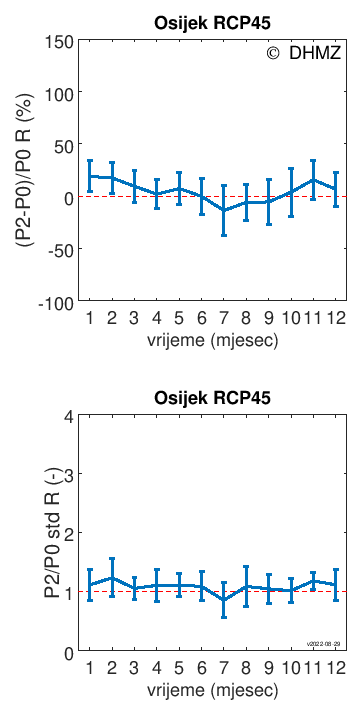 Osijek RCP45
© DHMZ
150
100
50
0
-50
-100
(P2-P0)/P0 R (%)
1 2 3 4 5 6 7 8 9 10 11 12
vrijeme (mjesec)
Osijek RCP45
4
3
2
1
0
P2/P0 std R (-)
v2022-08-29
1 2 3 4 5 6 7 8 9 10 11 12
vrijeme (mjesec)